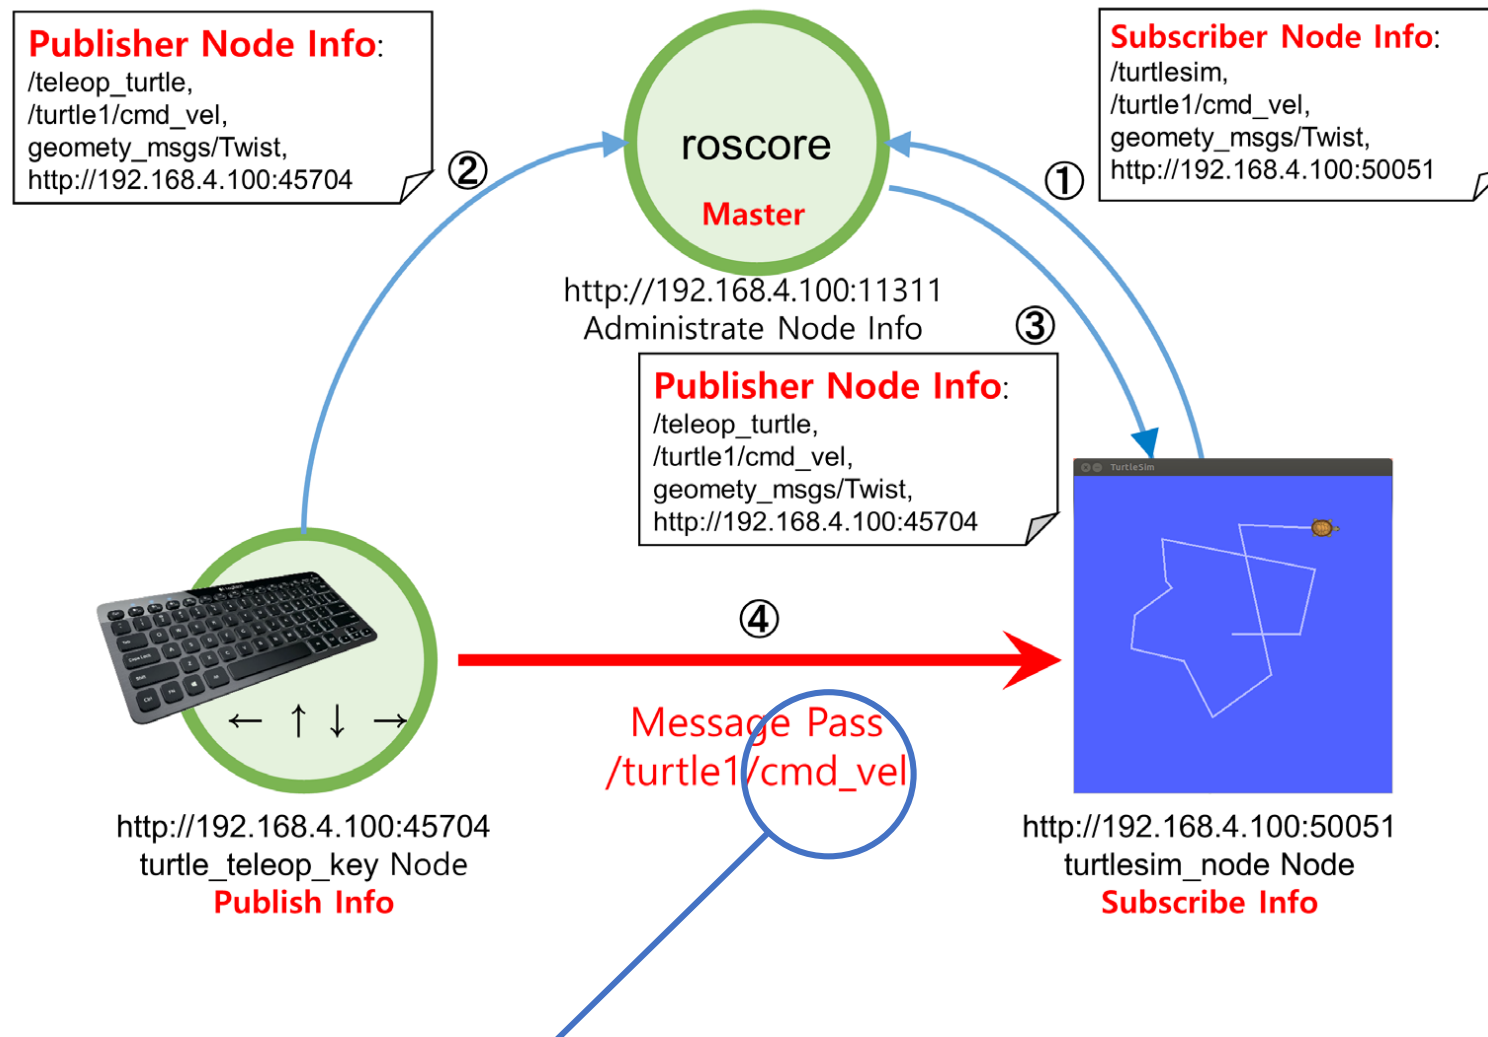 Publisher Node Info:
/teleop_turtle,
/turtle1/cmd_vel,
geomety_msgs/Twist,
http://192.168.4.100:45704
②
roscore
Master
http://192.168.4.100:11311
Administrate Node Info
①
Subscriber Node Info:
/turtlesim,
/turtle1/cmd_vel,
geomety_msgs/Twist,
http://192.168.4.100:50051
③
Publisher Node Info:
/teleop_turtle,
/turtle1/cmd_vel,
geomety_msgs/Twist,
http://192.168.4.100:45704
TurtleSim
④
Message Pass
/turtle1/cmd_vel
← ↑ ↓ →
http://192.168.4.100:45704
turtle_teleop_key Node
Publish Info
http://192.168.4.100:50051
turtlesim_node Node
Subscribe Info